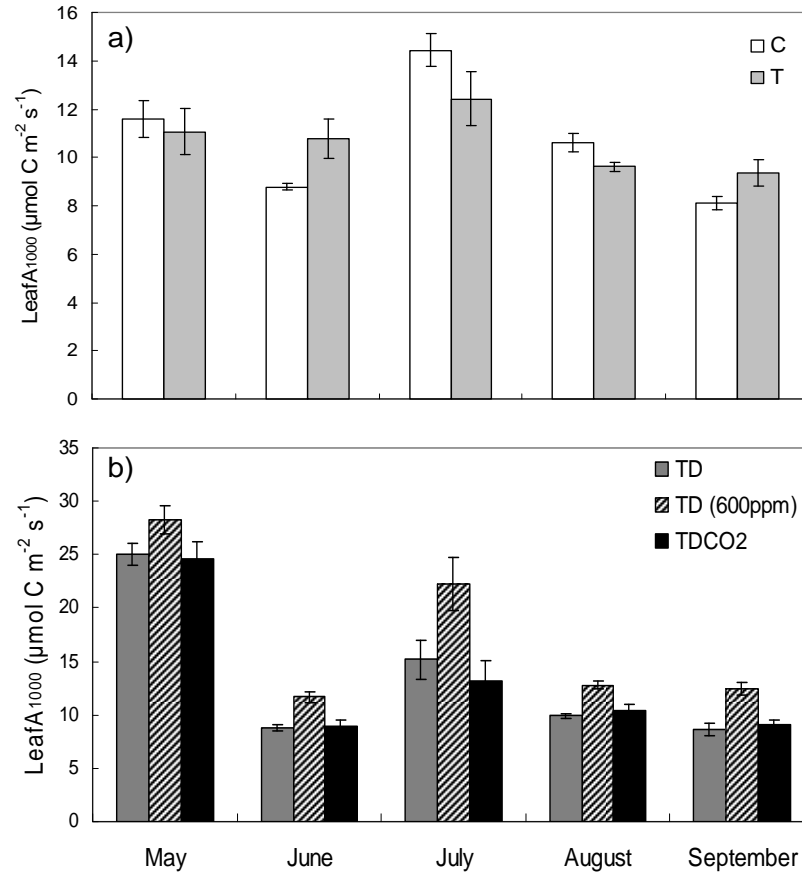 a)
C
T
LeafA1000 (µmol C m-2 s-1)
16
14
12
10
8
6
4
2
0
b)
TD
TD (600ppm)
TDCO2
LeafA1000 (µmol C m-2 s-1)
35
30
25
20
15
10
5
0
May June July August September